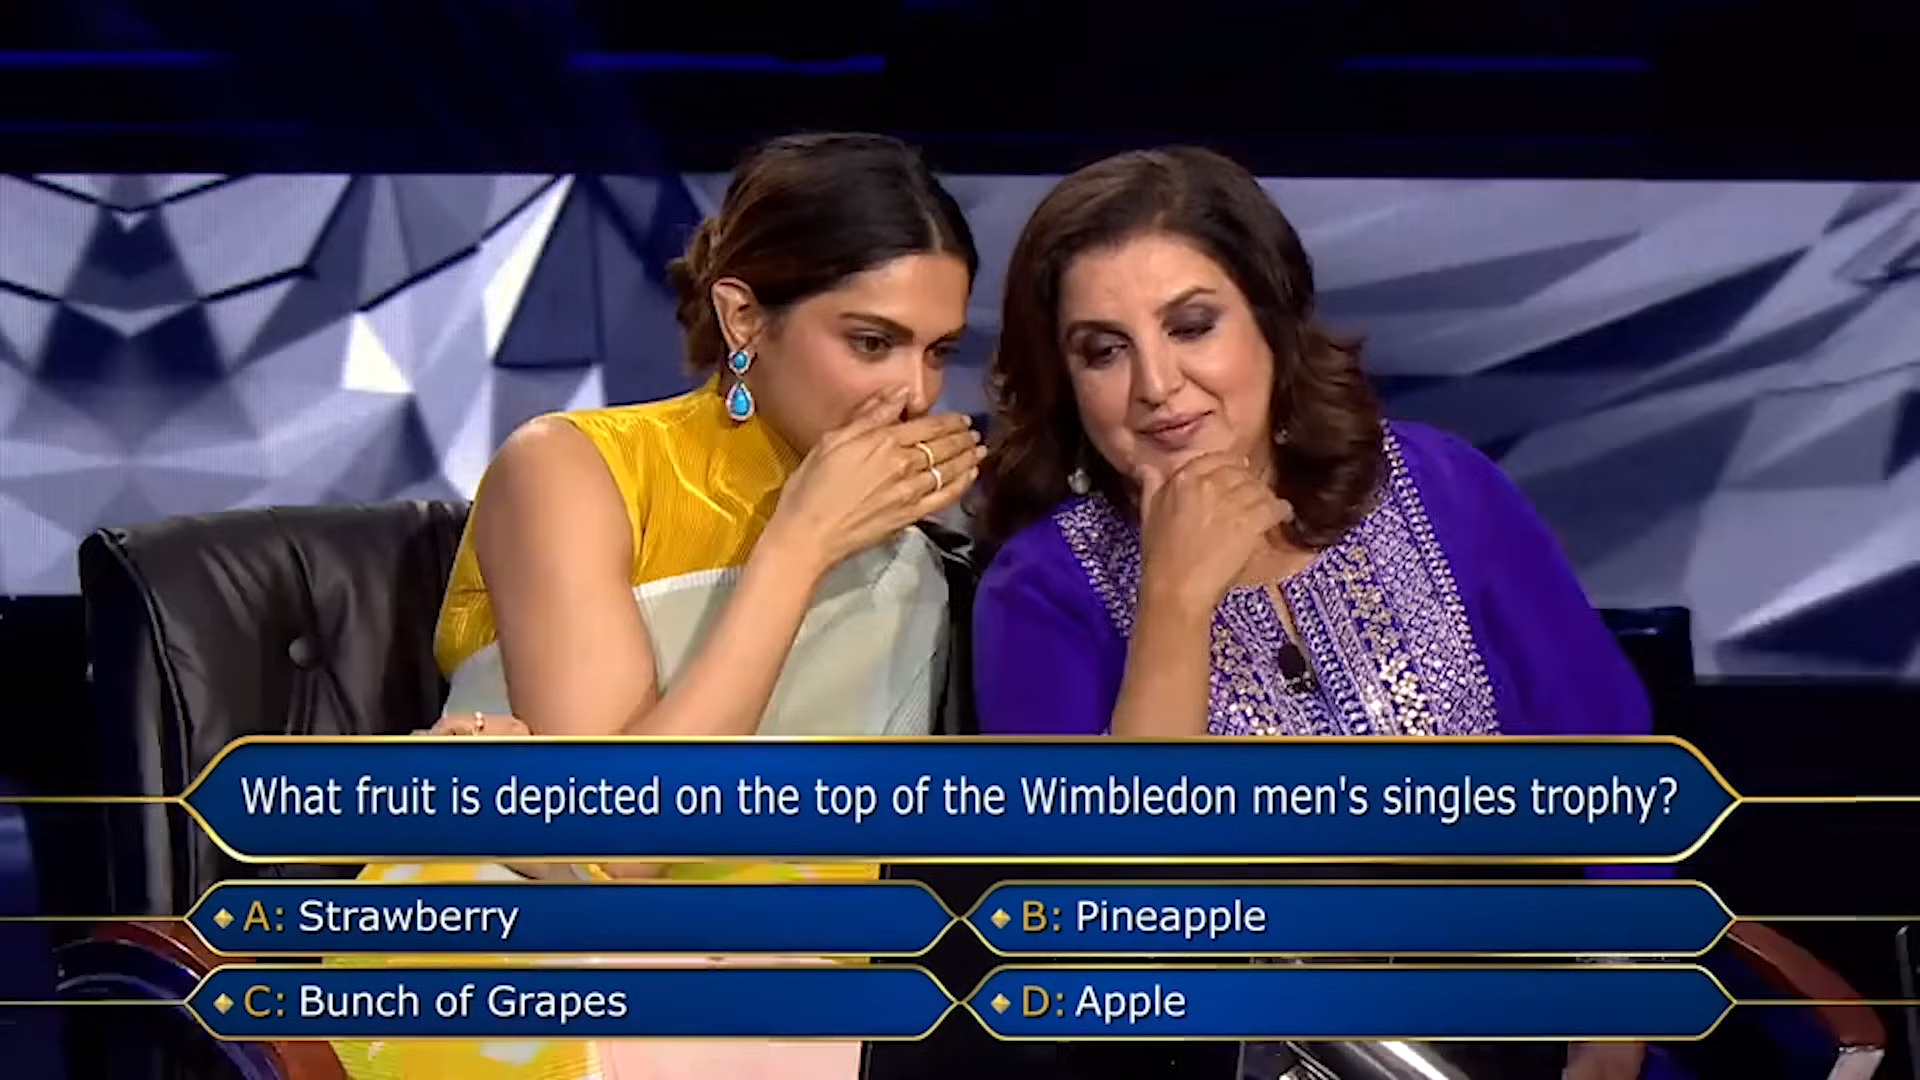 What fruit is depicted on the top of the Wimbledon men's singles trophy?
A: Strawberry
B: Pineapple
C: Bunch of Grapes
D: Apple